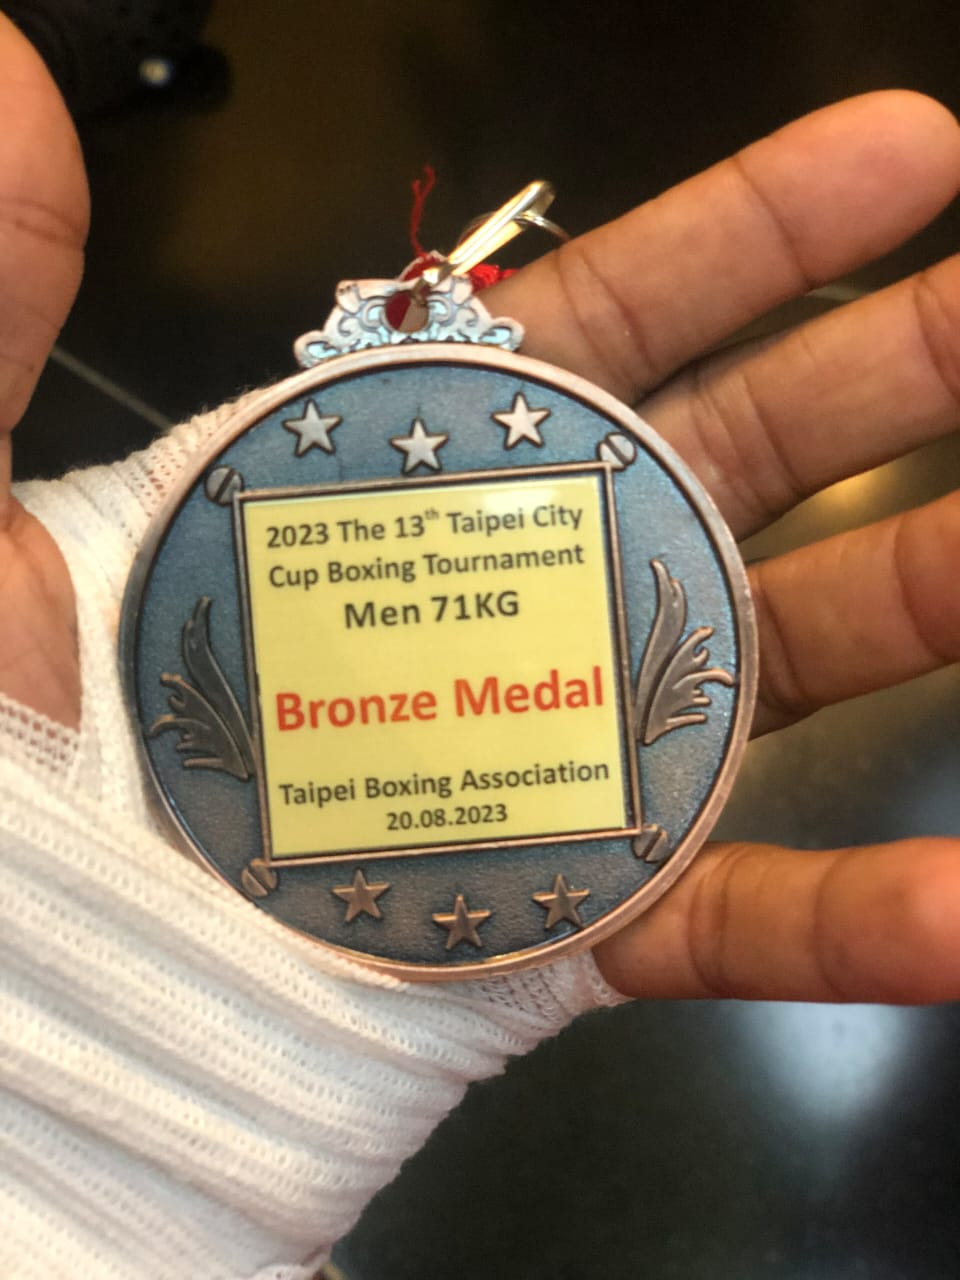 2023 The 13th Taipei City
Cup Boxing Tournament
Men 71KG
Bronze Medal
Taipei Boxing Association
20.08.2023